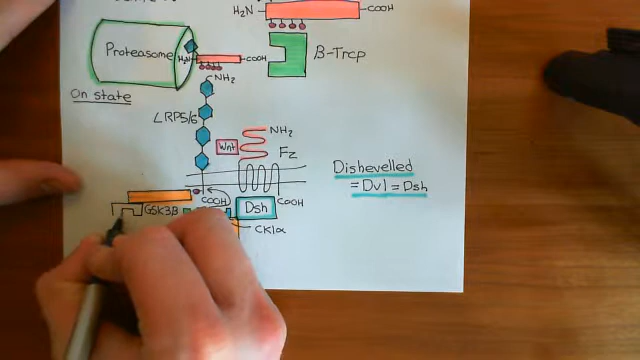 H₂N
COOH
Proteasome
H₂N
COOH
β-Trcp
On state
NH₂
LRP5/6
NH₂
Wnt
Fz
Dishevelled
= Dvl = Dsh
COOH
COOH
GSK3β
Dsh
CK1α